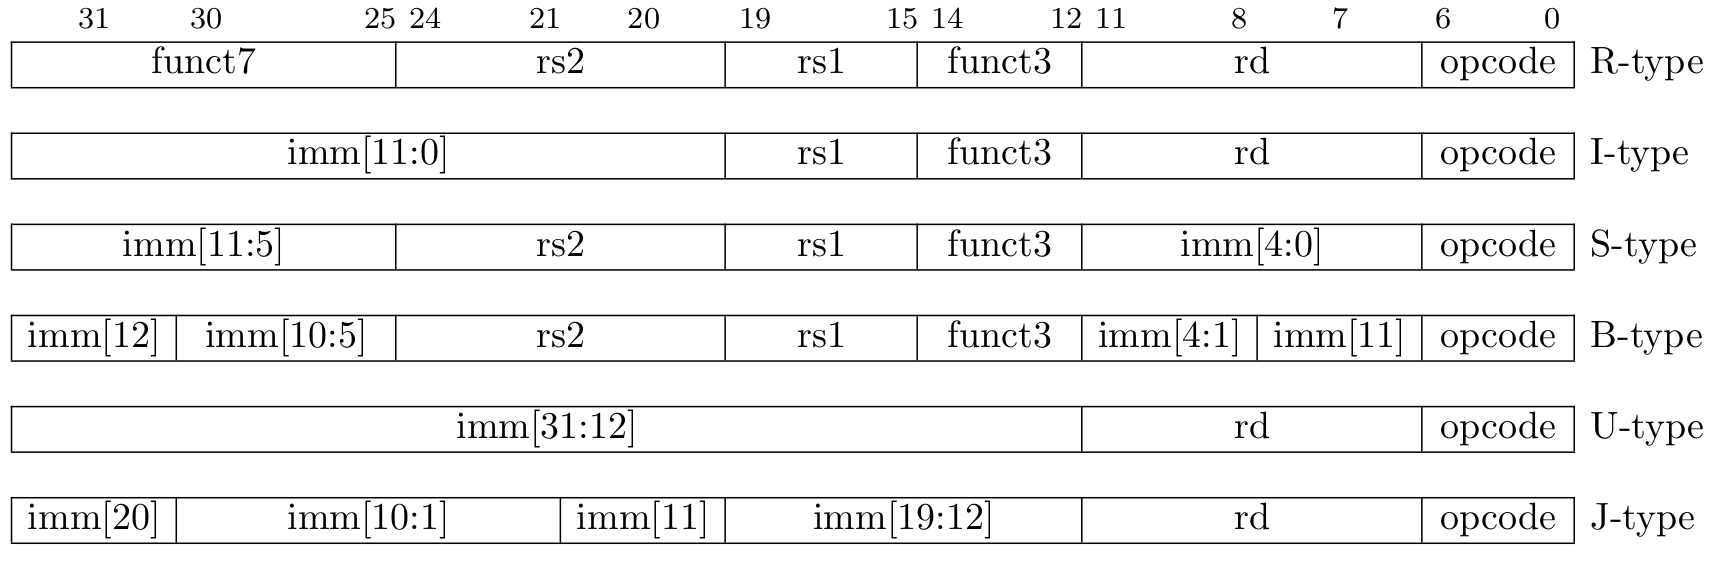 31 30 25 24 21 20 19 15 14 12 11 8 7 6 0
funct7 rs2 rs1 funct3 rd opcode R-type
imm[11:0] rs1 funct3 rd opcode I-type
imm[11:5] rs2 rs1 funct3 imm[4:0] opcode S-type
imm[12] imm[10:5] rs2 rs1 funct3 imm[4:1] imm[11] opcode B-type
imm[31:12] rd opcode U-type
imm[20] imm[10:1] imm[11] imm[19:12] rd opcode J-type